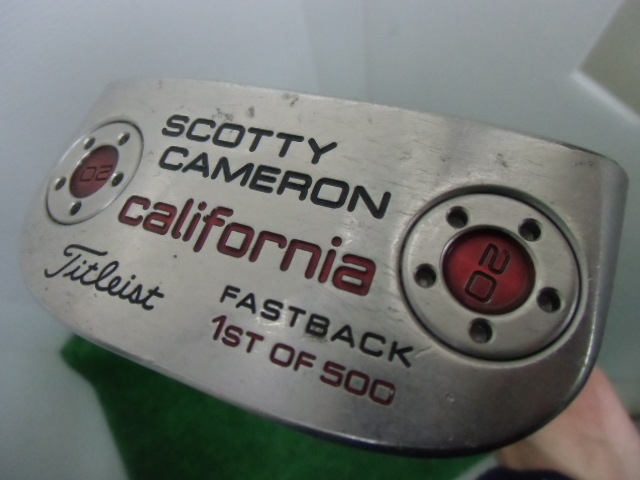 SCOTTY
CAMERON
california
Titleist
FASTBACK
1ST OF 500
20
20